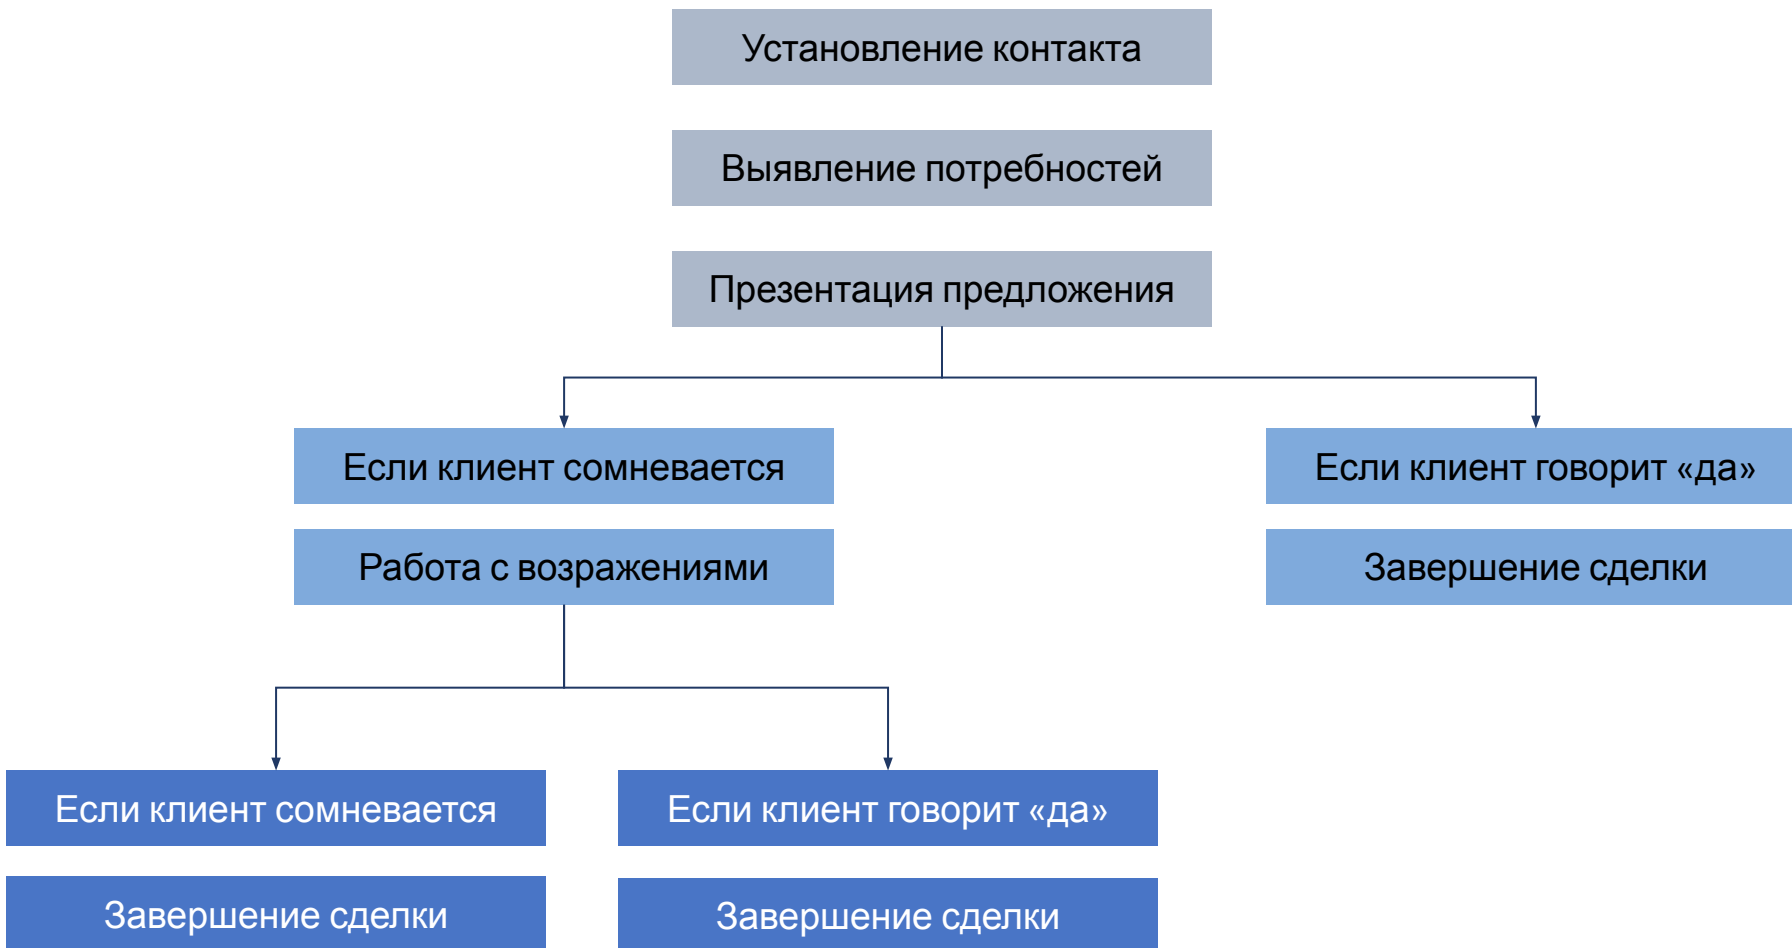 Установление контакта
Выявление потребностей
Презентация предложения
Если клиент сомневается
Если клиент говорит «да»
Работа с возражениями
Завершение сделки
Если клиент сомневается
Если клиент говорит «да»
Завершение сделки
Завершение сделки